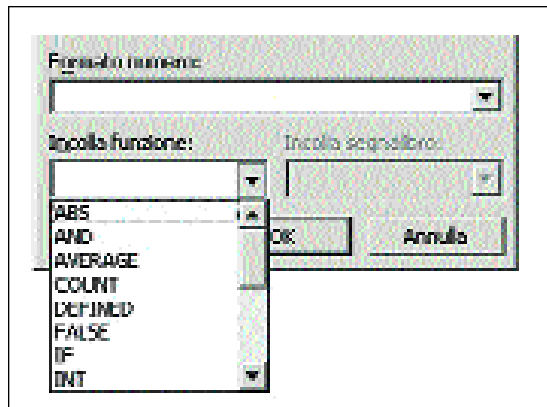 Formato numero:
Incolla funzione: Incolla segnalibro:
ABS
AND
AVERAGE
COUNT
DEFINED
FALSE
IF
INT
OK Annulla